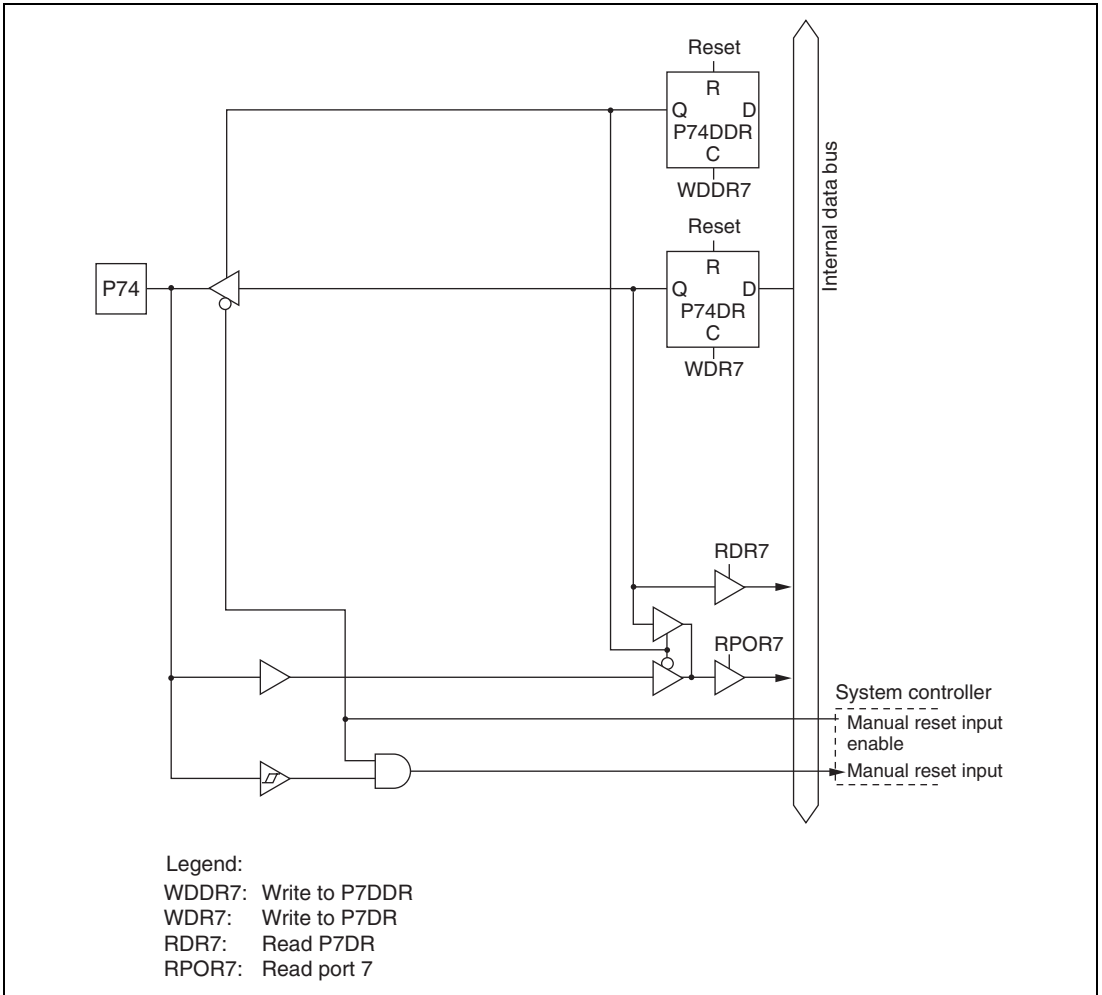 Reset
R
Q D
P74DDR
C
WDDR7
Internal data bus
Reset
R
Q D
P74DR
C
WDR7
P74
RDR7
RPOR7
System controller
Manual reset input
enable
Manual reset input
Legend:
WDDR7: Write to P7DDR
WDR7: Write to P7DR
RDR7: Read P7DR
RPOR7: Read port 7